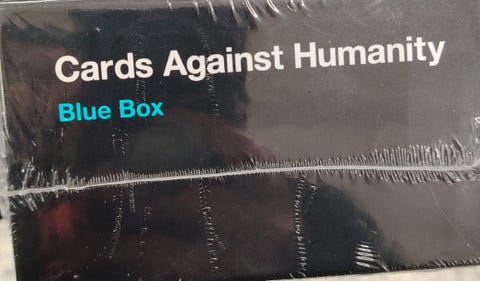 Cards Against Humanity
Blue Box